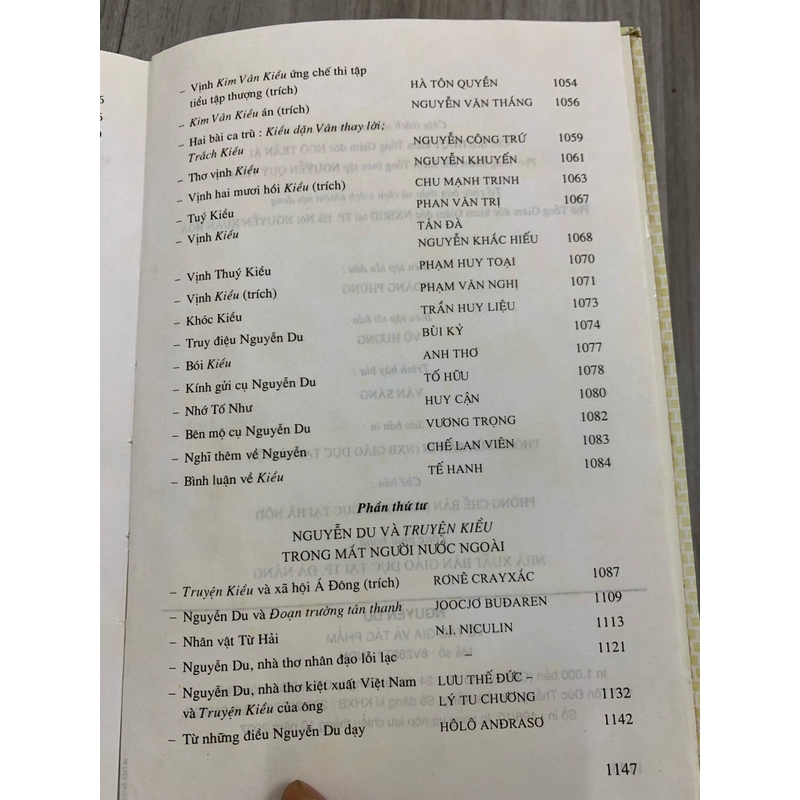 – Vịnh Kim Vân Kiều ứng chế thi tập
tiểu tập thượng (trích) HÀ TÔN QUYỀN 1054
– Kim Vân Kiều án (trích) NGUYỄN VĂN THẮNG 1056
– Hai bài ca trù : Kiều dặn Vân thay lời;
Trách Kiều NGUYỄN CÔNG TRỨ 1059
– Thơ vịnh Kiều NGUYỄN KHUYẾN 1061
– Vịnh hai mươi hồi Kiều (trích) CHU MẠNH TRINH 1063
– Tuý Kiều PHAN VĂN TRỊ 1067
– Vịnh Kiều TẢN ĐÀ
NGUYỄN KHẮC HIẾU 1068
– Vịnh Thuý Kiều PHẠM HUY TOẠI 1070
– Vịnh Kiều (trích) PHẠM VĂN NGHỊ 1071
– Khóc Kiều TRẦN HUY LIỆU 1073
– Truy điệu Nguyễn Du BÙI KỶ 1074
– Bói Kiều ANH THƠ 1077
– Kính gửi cụ Nguyễn Du TỐ HỮU 1078
– Nhớ Tố Như HUY CẬN 1080
– Bên mộ cụ Nguyễn Du VƯƠNG TRỌNG 1082
– Nghĩ thêm về Nguyễn CHẾ LAN VIÊN 1083
– Bình luận về Kiều TẾ HANH 1084
Phần thứ tư
NGUYỄN DU VÀ TRUYỆN KIỀU
TRONG MẮT NGƯỜI NƯỚC NGOÀI
– Truyện Kiều và xã hội Á Đông (trích) RƠNÊ CRAYXẮC 1087
– Nguyễn Du và Đoạn trường tân thanh JOOCJƠ BUĐAREN 1109
– Nhân vật Từ Hải N.I. NICULIN 1113
– Nguyễn Du, nhà thơ nhân đạo lỗi lạc – 1121
– Nguyễn Du, nhà thơ kiệt xuất Việt Nam LƯU THẾ ĐỨC –
và Truyện Kiều của ông LÝ TU CHƯƠNG 1132
– Từ những điều Nguyễn Du dạy HÔLÔ ANĐRASƠ 1142
1147